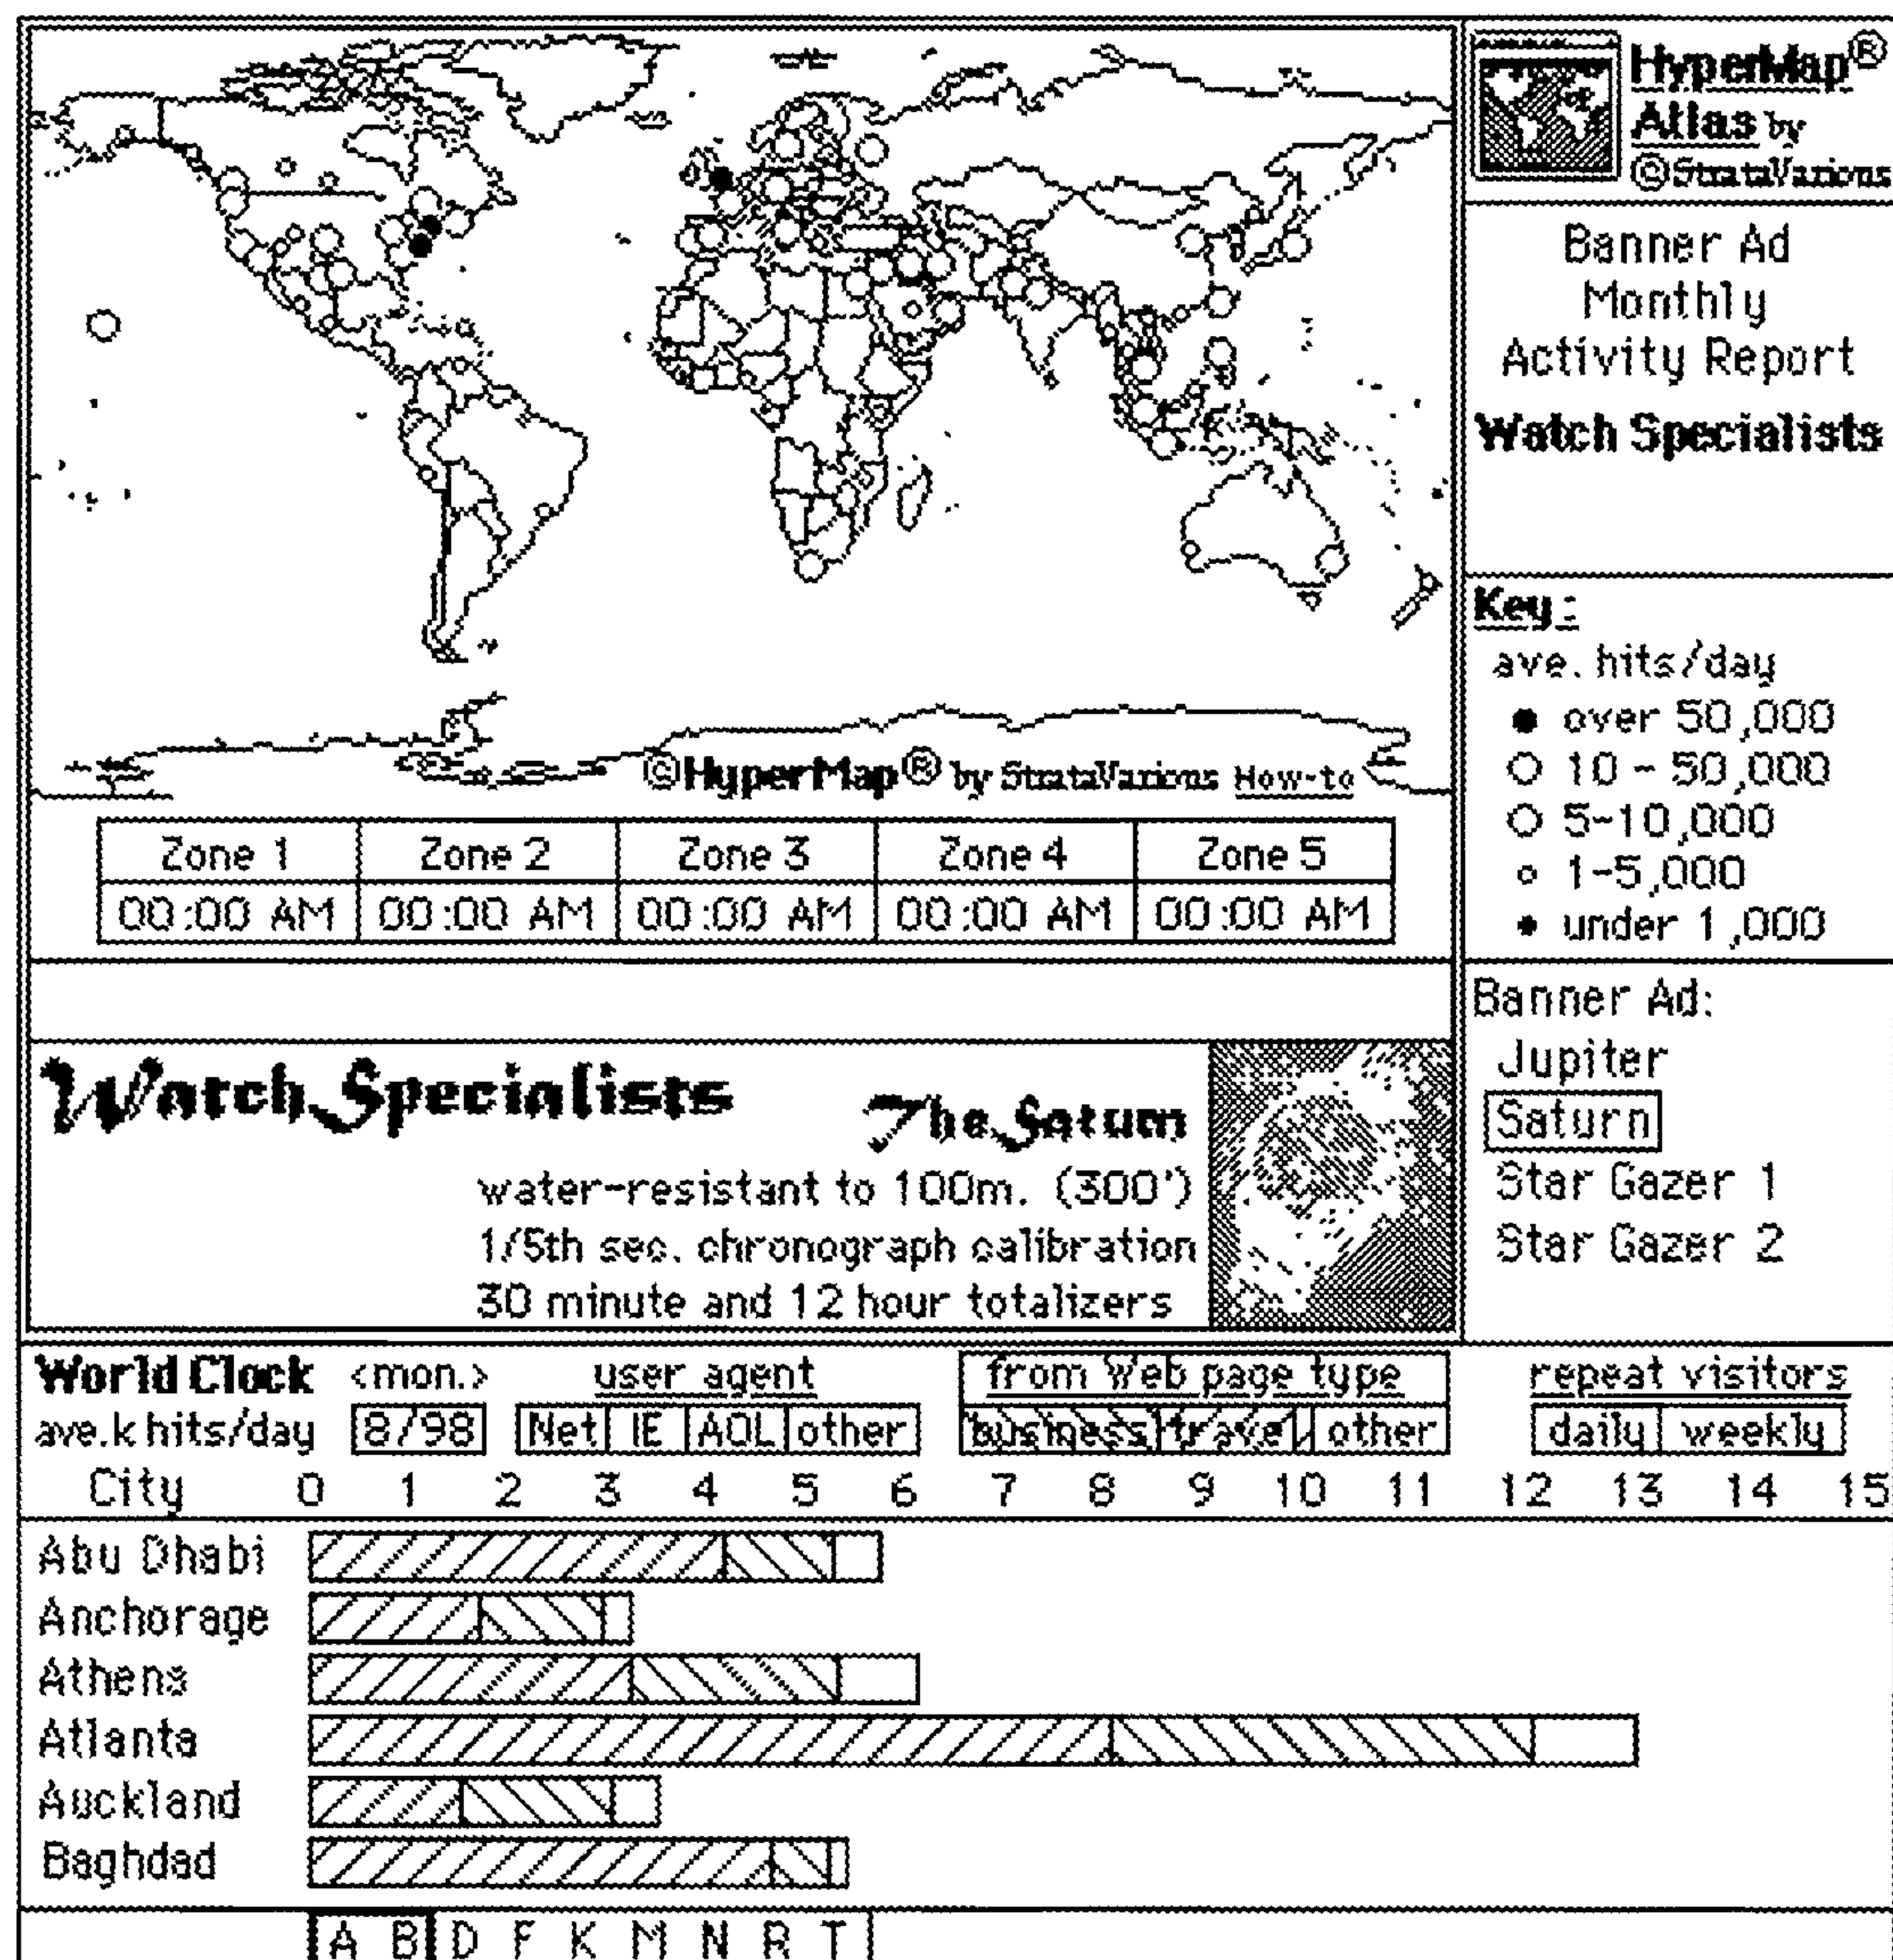 HyperMap®
Atlas by
©StrataVarious
Banner Ad
Monthly
Activity Report
Watch Specialists
©HyperMap® by StrataVarious How-to
Zone 1 Zone 2 Zone 3 Zone 4 Zone 5
00:00 AM 00:00 AM 00:00 AM 00:00 AM 00:00 AM
Key:
ave. hits/day
over 50,000
10 - 50,000
5-10,000
1-5,000
under 1,000
Watch Specialists
The Saturn
water-resistant to 100m. (300')
1/5th sec. chronograph calibration
30 minute and 12 hour totalizers
Banner Ad:
Jupiter
Saturn
Star Gazer 1
Star Gazer 2
World Clock <mon.> user agent from Web page type repeat visitors
ave.k hits/day 8/98 Net IE AOL other business travel other daily weekly
City 0 1 2 3 4 5 6 7 8 9 10 11 12 13 14 15
Abu Dhabi
Anchorage
Athens
Atlanta
Auckland
Baghdad
A B D F K M N R T